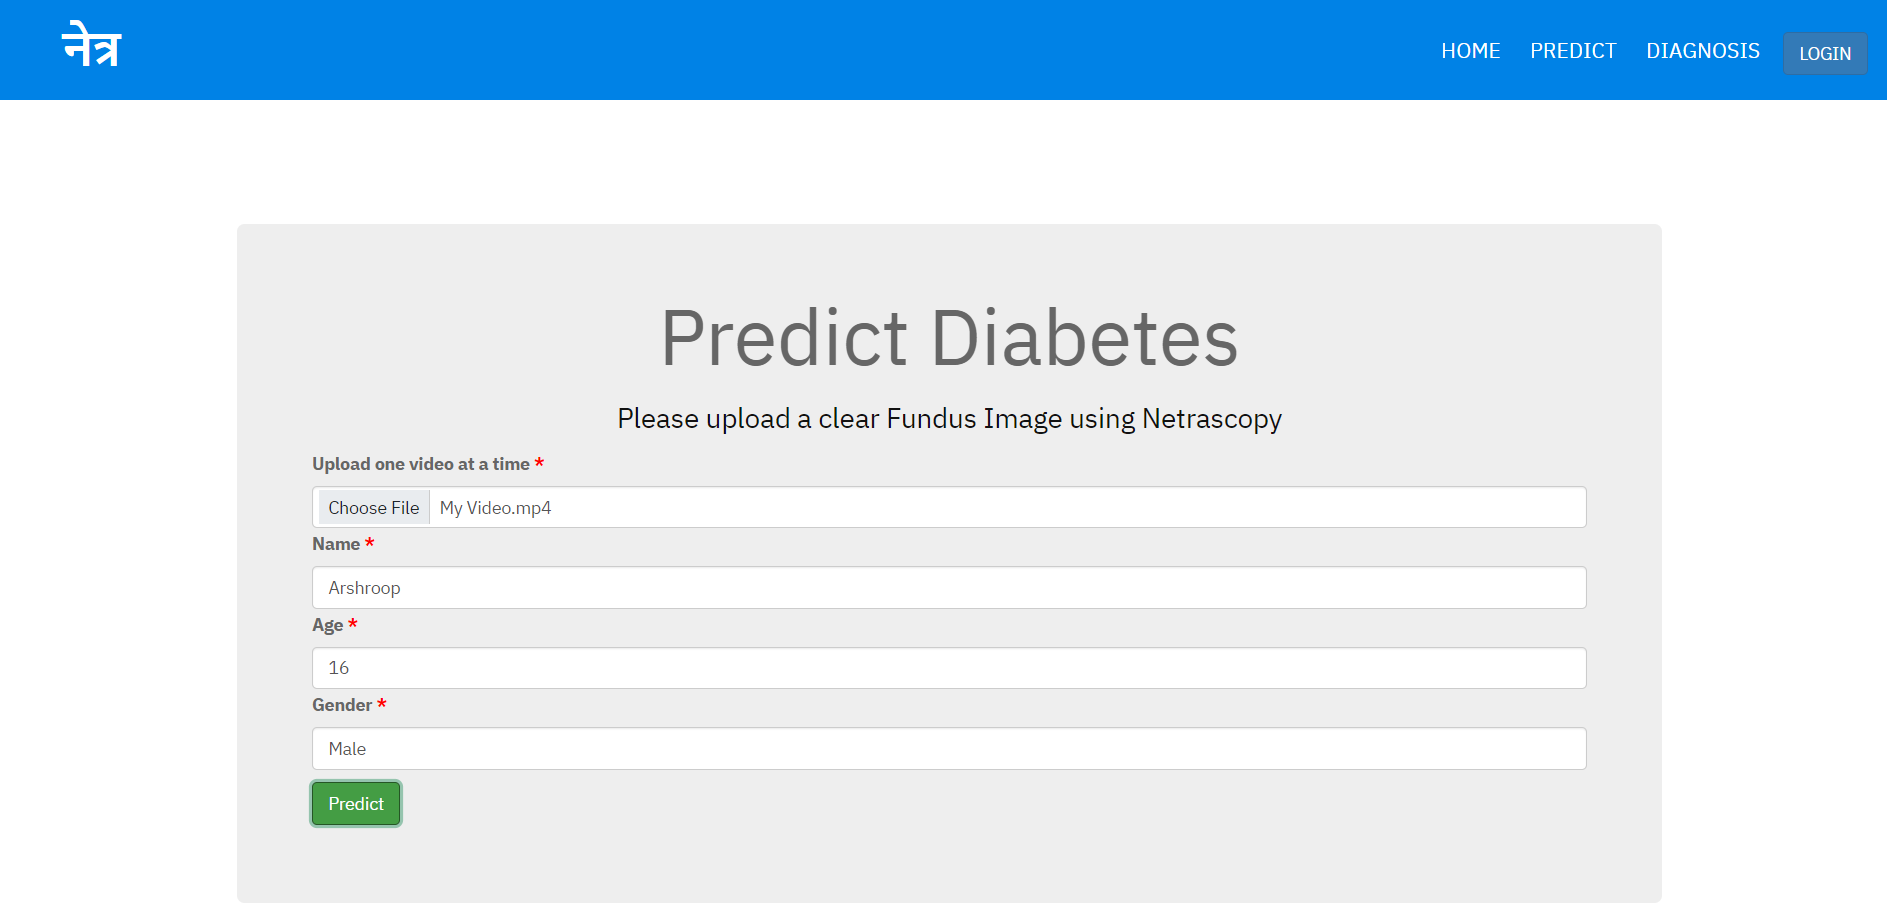 नेत्र
HOME PREDICT DIAGNOSIS LOGIN
Predict Diabetes
Please upload a clear Fundus Image using Netrascopy
Upload one video at a time *
Choose File My Video.mp4
Name *
Arshroop
Age *
16
Gender *
Male
Predict